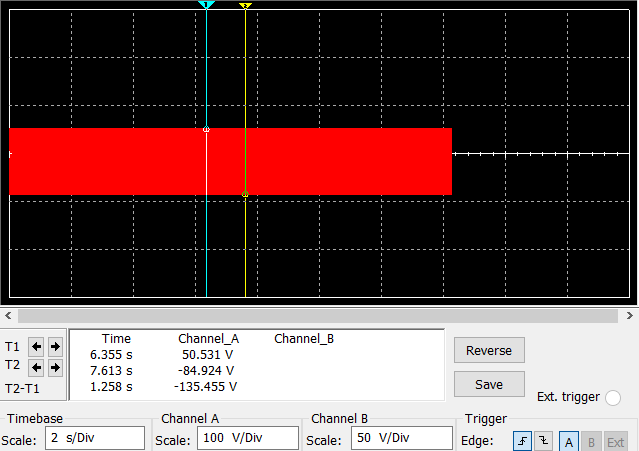 1 2
Time Channel_A Channel_B
T1 6.355 s 50.531 V
T2 7.613 s -84.924 V
T2-T1 1.258 s -135.455 V
Reverse
Save
Ext. trigger
Timebase Channel A Channel B Trigger
Scale: 2 s/Div Scale: 100 V/Div Scale: 50 V/Div Edge: A B Ext